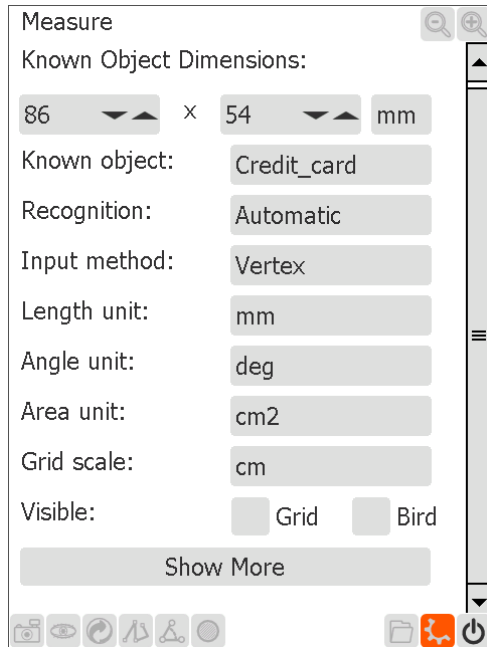 Measure
Known Object Dimensions:
86 x 54 mm
Known object: Credit_card
Recognition: Automatic
Input method: Vertex
Length unit: mm
Angle unit: deg
Area unit: cm2
Grid scale: cm
Visible: Grid Bird
Show More